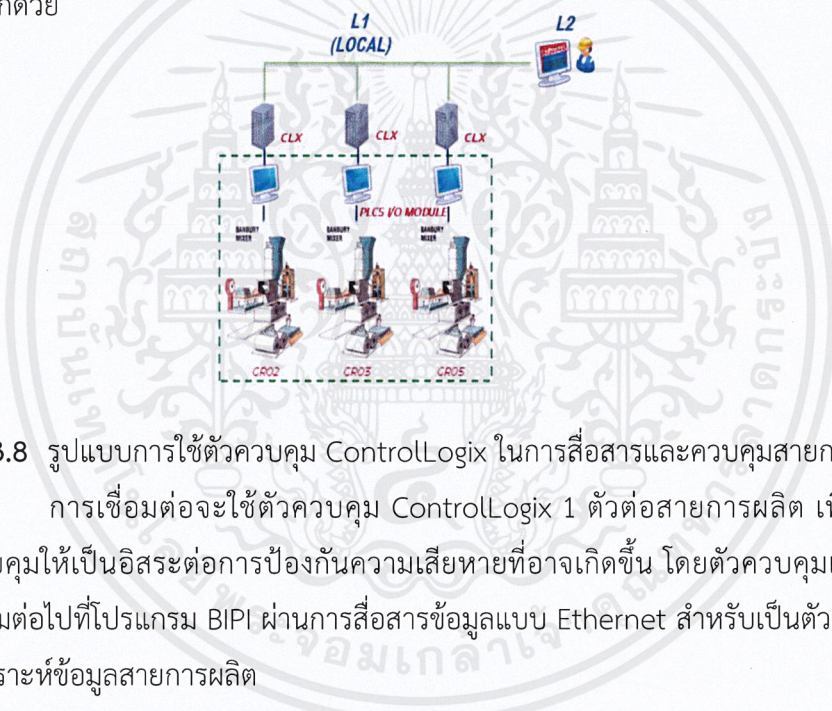 L1
L2
(LOCAL)
CLX CLX CLX
PLC5 I/O MODULE
BANBURY BANBURY BANBURY
MIXER MIXER MIXER
CR02 CR03 CR05
3.8 รูปแบบการใช้ตัวควบคุม ControlLogix ในการสื่อสารและควบคุมสายก
การเชื่อมต่อจะใช้ตัวควบคุม ControlLogix 1 ตัวต่อสายการผลิต
คุมให้เป็นอิสระต่อการป้องกันความเสียหายที่อาจเกิดขึ้น โดยตัวควบคุม
มต่อไปที่โปรแกรม BIPI ผ่านการสื่อสารข้อมูลแบบ Ethernet สำหรับเป็นตัว
ราะห์ข้อมูลสายการผลิต